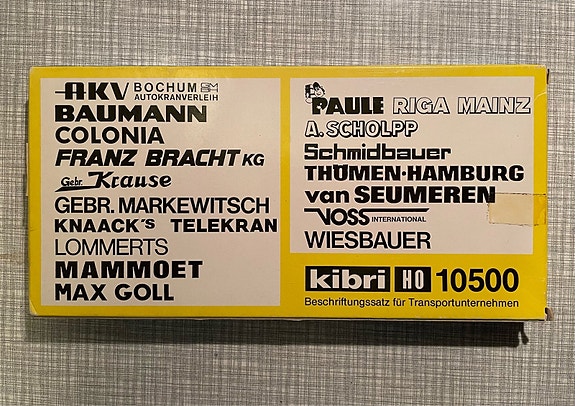 AKV BOCHUM
AUTOKRANVERLEIH
BAUMANN
COLONIA
FRANZ BRACHT KG
Gebr. Krause
GEBR. MARKEWITSCH
KNAACK's TELEKRAN
LOMMERTS
MAMMOET
MAX GOLL
PAULE RIGA MAINZ
A. SCHOLPP
Schmidbauer
THÖMEN·HAMBURG
van SEUMEREN
VOSS INTERNATIONAL
WIESBAUER
kibri H0 10500
Beschriftungssatz für Transportunternehmen